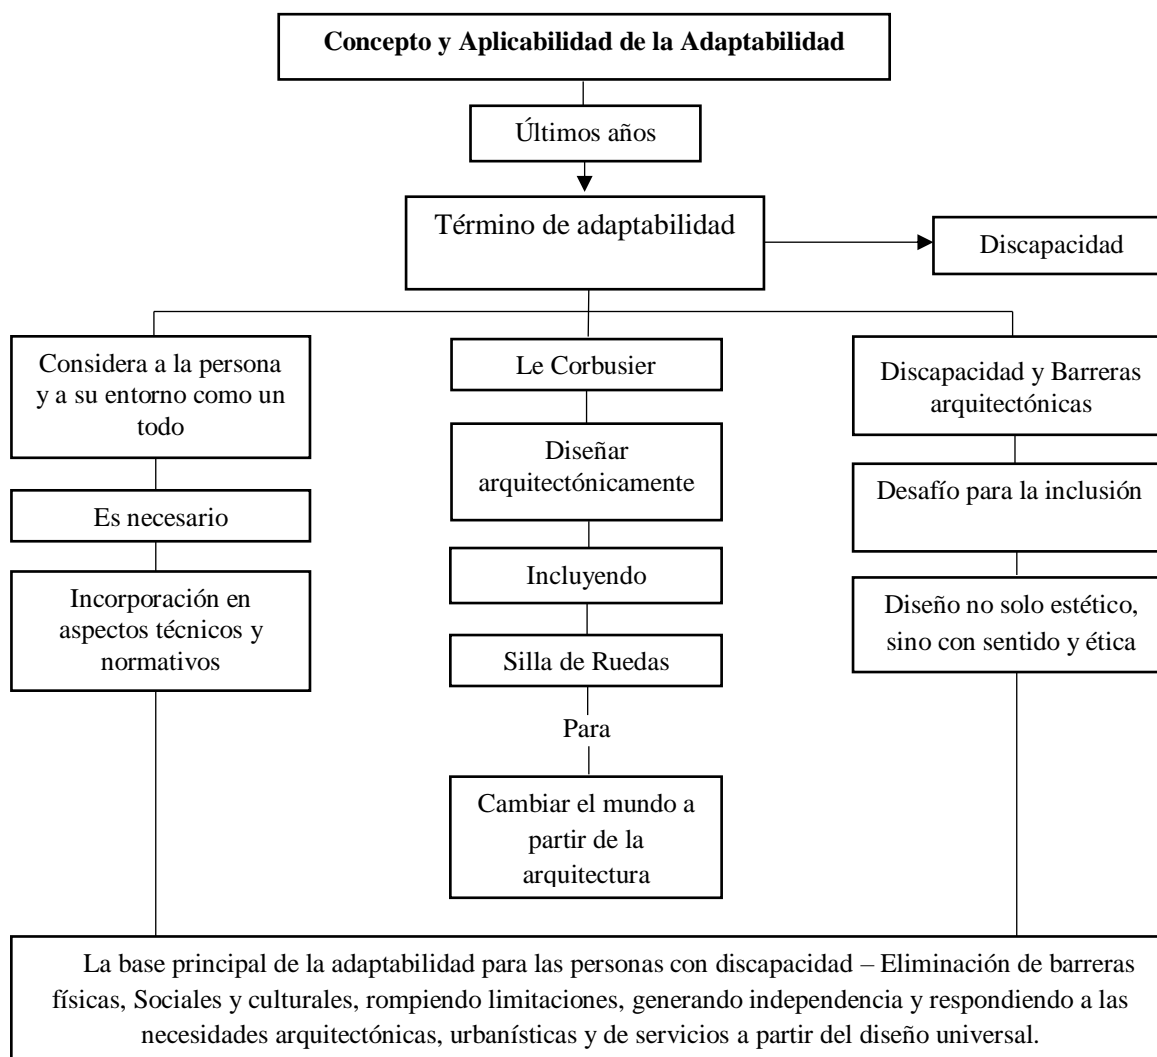 Concepto y Aplicabilidad de la Adaptabilidad
Últimos años
Término de adaptabilidad
Discapacidad
Considera a la persona
y a su entorno como un
todo
Es necesario
Incorporación en
aspectos técnicos y
normativos
Le Corbusier
Diseñar
arquitectónicamente
Incluyendo
Silla de Ruedas
Para
Cambiar el mundo a
partir de la
arquitectura
Discapacidad y Barreras
arquitectónicas
Desafío para la inclusión
Diseño no solo estético,
sino con sentido y ética
La base principal de la adaptabilidad para las personas con discapacidad – Eliminación de barreras
físicas, Sociales y culturales, rompiendo limitaciones, generando independencia y respondiendo a las
necesidades arquitectónicas, urbanísticas y de servicios a partir del diseño universal.